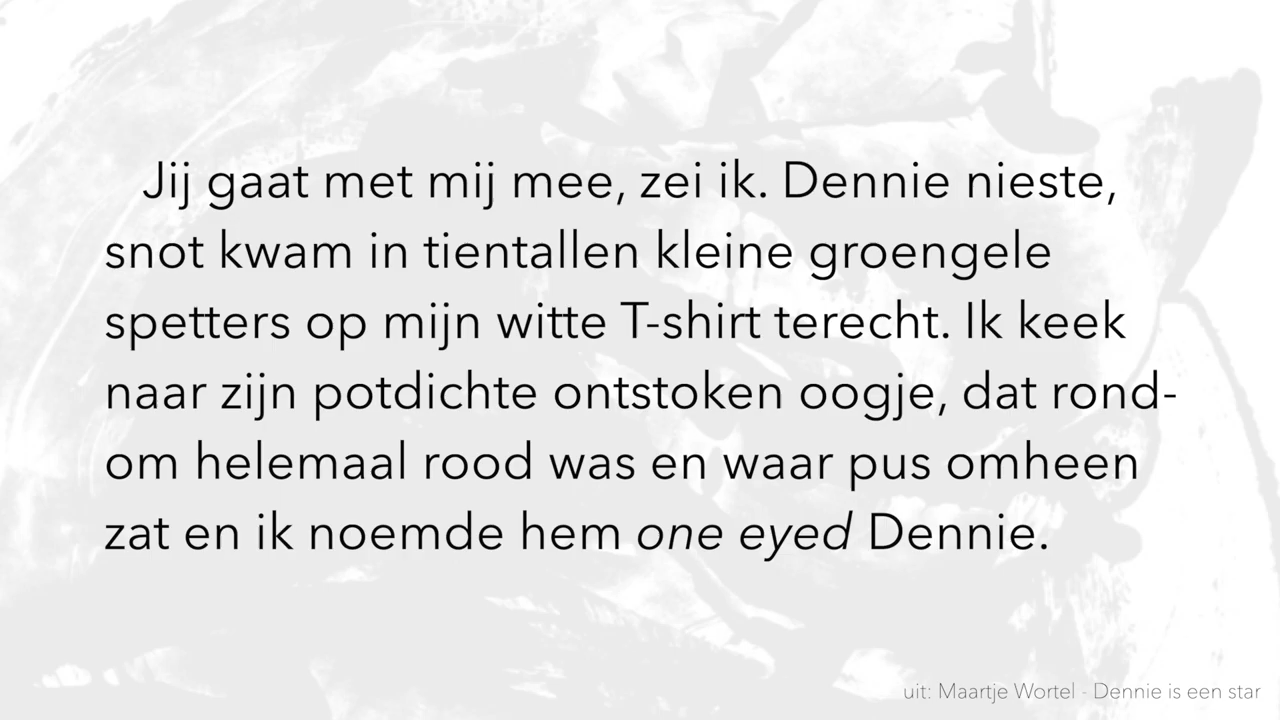 Jij gaat met mij mee, zei ik. Dennie nieste,
snot kwam in tientallen kleine groengele
spetters op mijn witte T-shirt terecht. Ik keek
naar zijn potdichte ontstoken oogje, dat rond-
om helemaal rood was en waar pus omheen
zat en ik noemde hem one eyed Dennie.
uit: Maartje Wortel - Dennie is een star